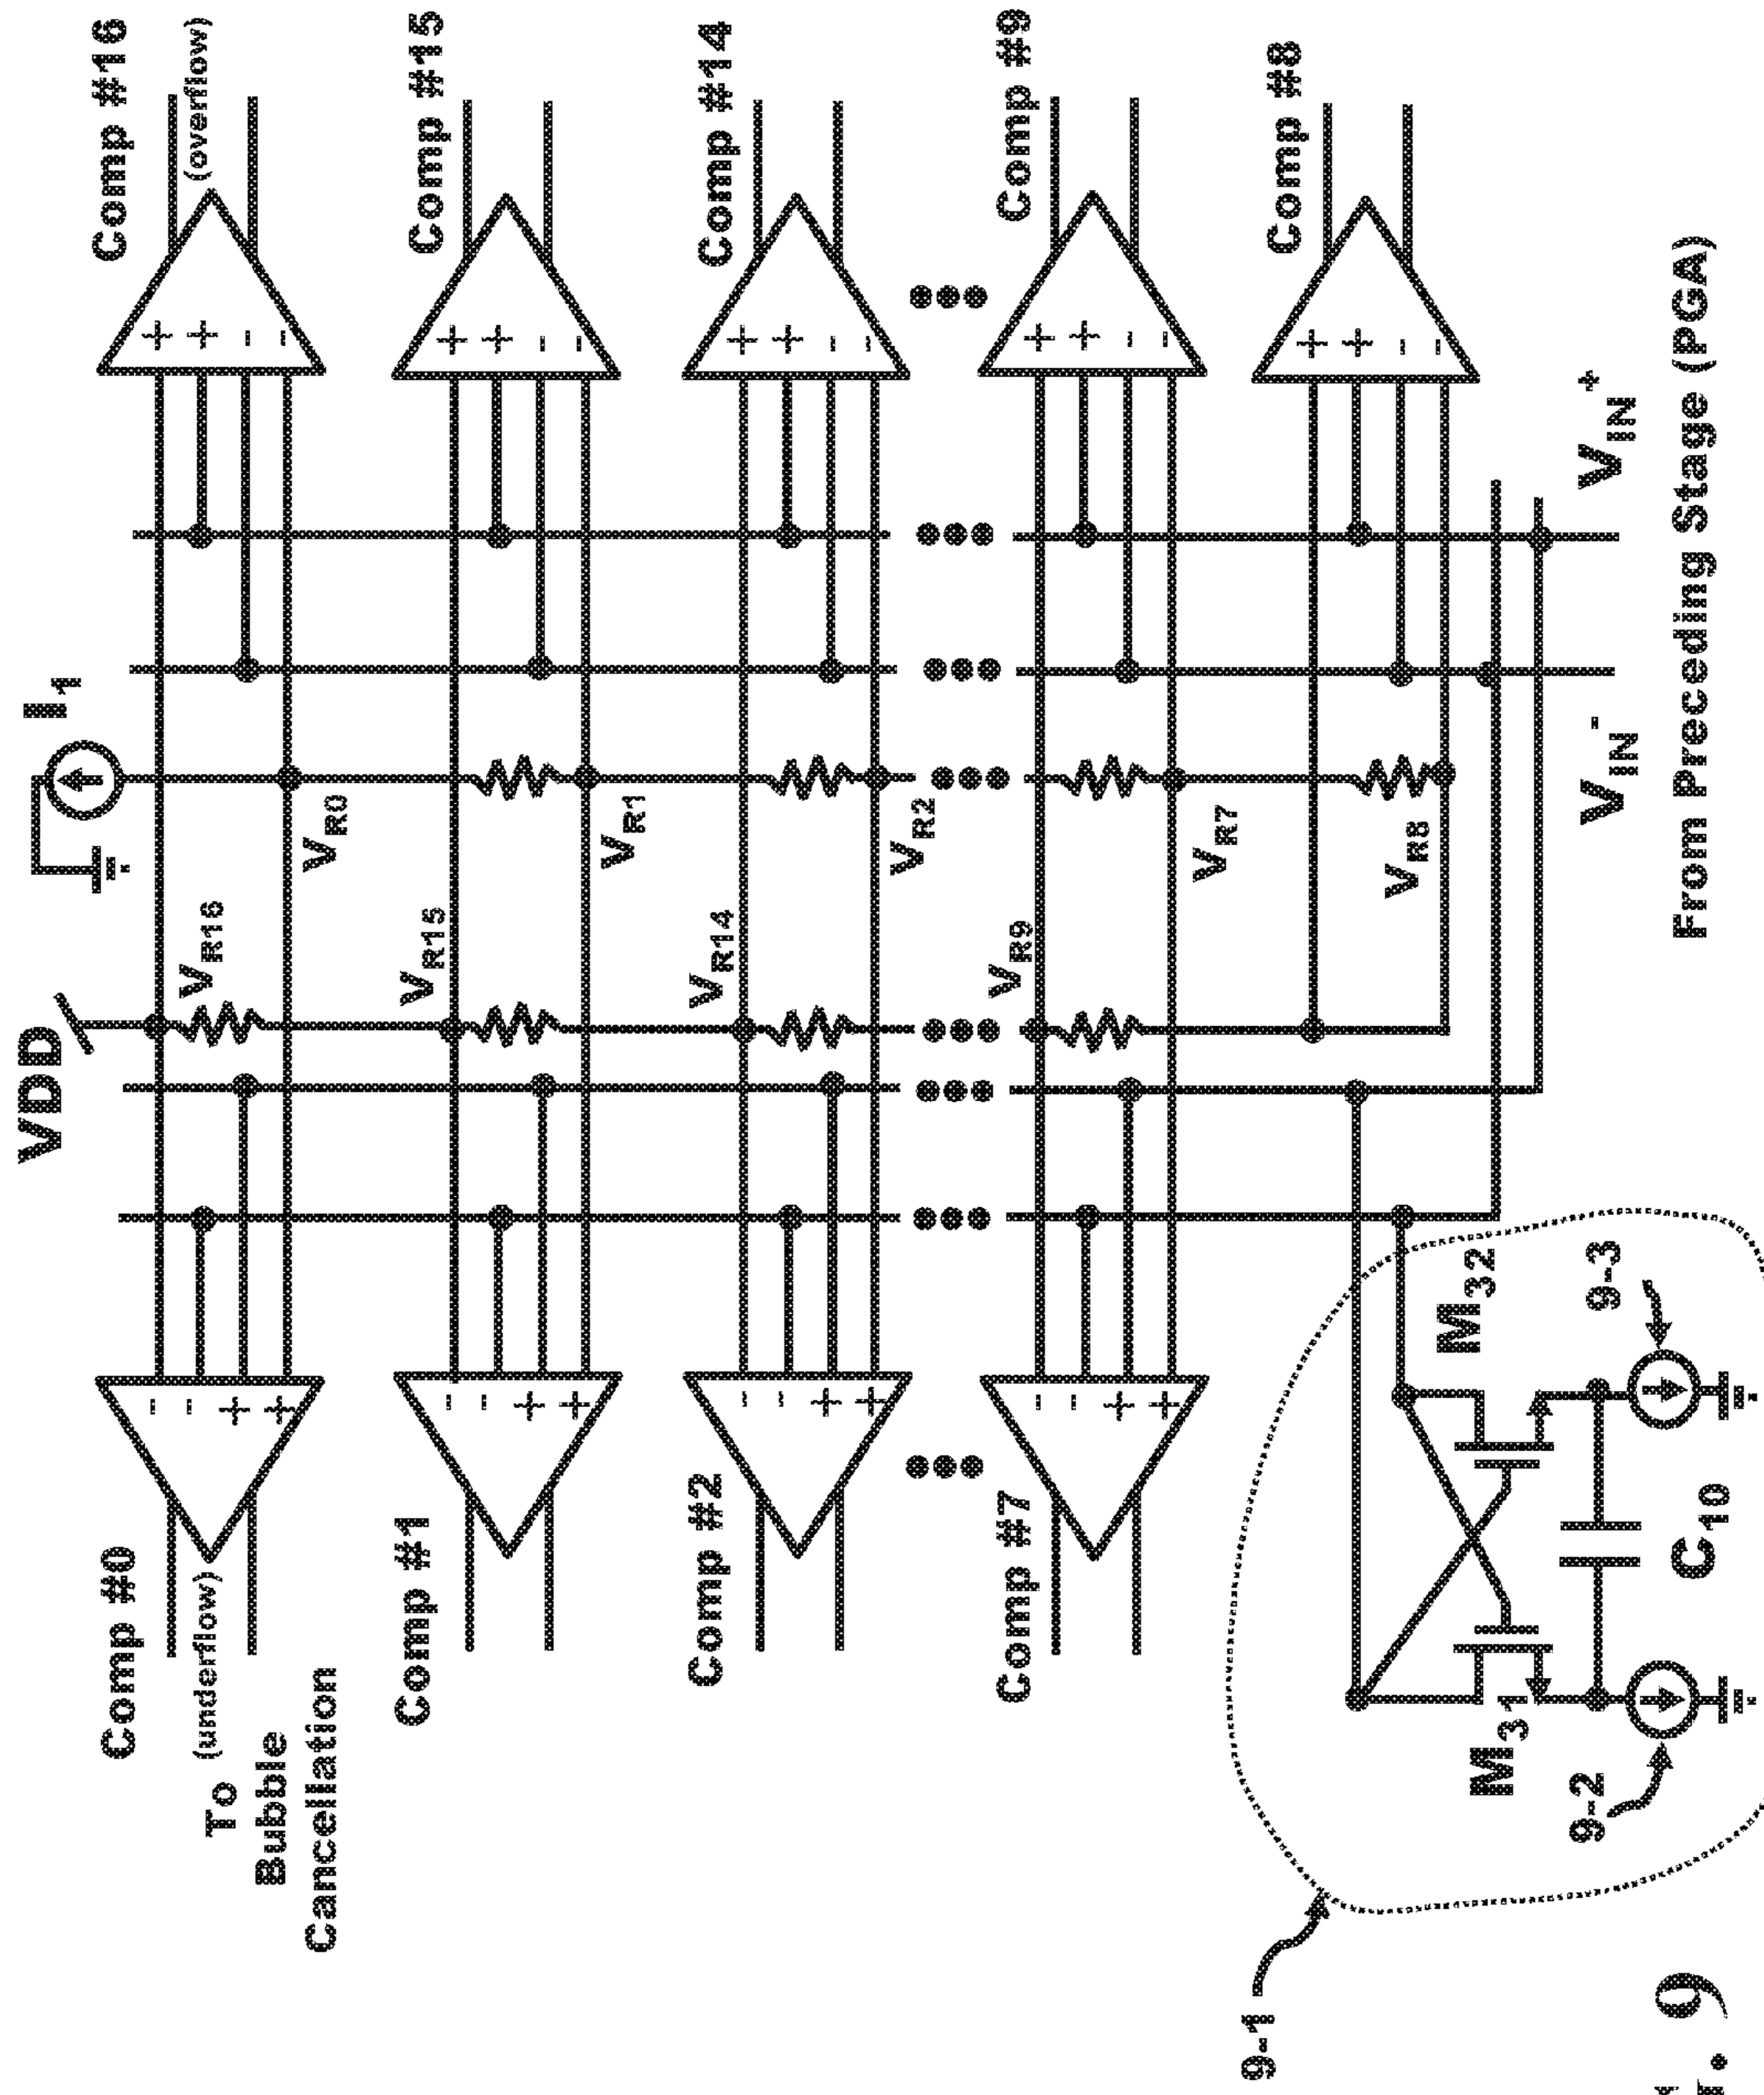 VDD
I1
Comp #0
(underflow)
To
Bubble
Cancellation
- - + +
VR16
VR0
+ + - -
Comp #16
(overflow)
Comp #1
- - + +
VR15
VR1
+ + - -
Comp #15
Comp #2
- - + +
VR14
VR2
+ + - -
Comp #14
Comp #7
- - + +
VR9
VR7
+ + - -
Comp #9
VR8
+ + - -
Comp #8
9-1
M31
M32
9-2
9-3
C10
VIN-
VIN+
From Preceding Stage (PGA)
. 9